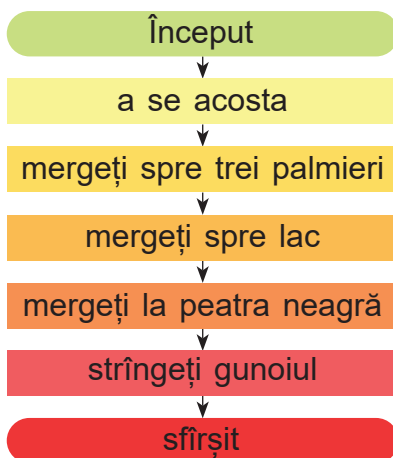 Început
a se acosta
mergeți spre trei palmieri
mergeți spre lac
mergeți la peatra neagră
strîngeți gunoiul
sfîrșit